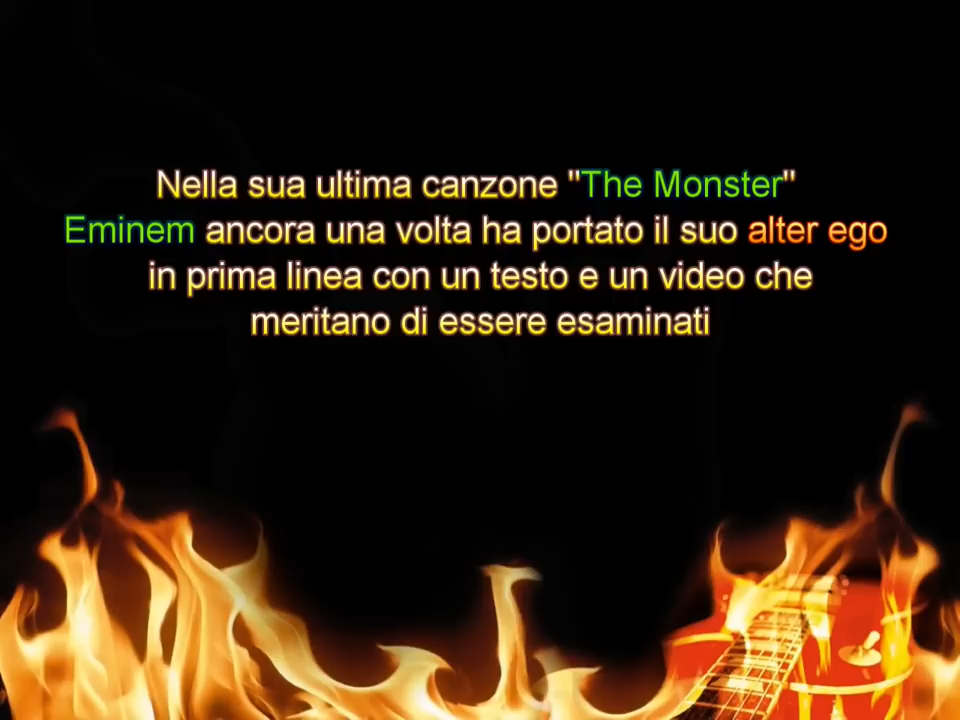 Nella sua ultima canzone "The Monster"
Eminem ancora una volta ha portato il suo alter ego
in prima linea con un testo e un video che
meritano di essere esaminati